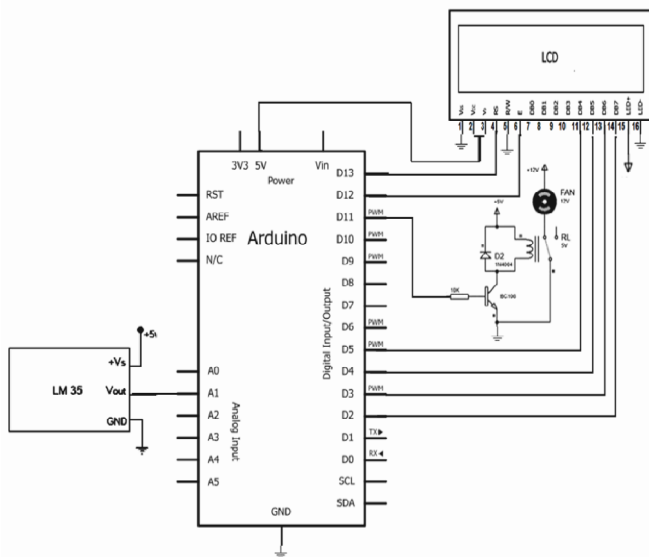 LCD
Vss
Vcc
Vs
RS
R/W
E
DB0
DB1
DB2
DB3
DB4
DB5
DB6
DB7
LED+
LED-
1 2 3 4 5 6 7 8 9 10 11 12 13 14 15 16
3V3 5V Vin
Power
RST
AREF
IO REF
N/C
Arduino
A0
A1
A2
A3
A4
A5
Analog Input
Digital Input/Output
D13
D12
D11 PWM
D10 PWM
D9 PWM
D8
D7
D6 PWM
D5 PWM
D4
D3 PWM
D2
D1 TX
D0 RX
SCL
SDA
GND
+12V
FAN
12V
RL
5V
D2
10K
LM 35
+Vs
Vout
GND